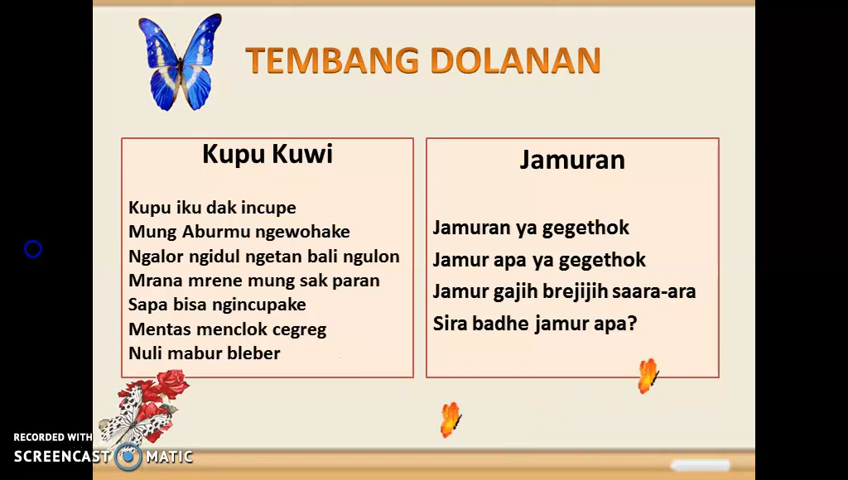 TEMBANG DOLANAN
Kupu Kuwi
Kupu iku dak incupe
Mung Aburmu ngewohake
Ngalor ngidul ngetan bali ngulon
Mrana mrene mung sak paran
Sapa bisa ngincupake
Mentas menclok cegreg
Nuli mabur bleber
Jamuran
Jamuran ya gegethok
Jamur apa ya gegethok
Jamur gajih brejijih saara-ara
Sira badhe jamur apa?
RECORDED WITH
SCREENCAST MATIC